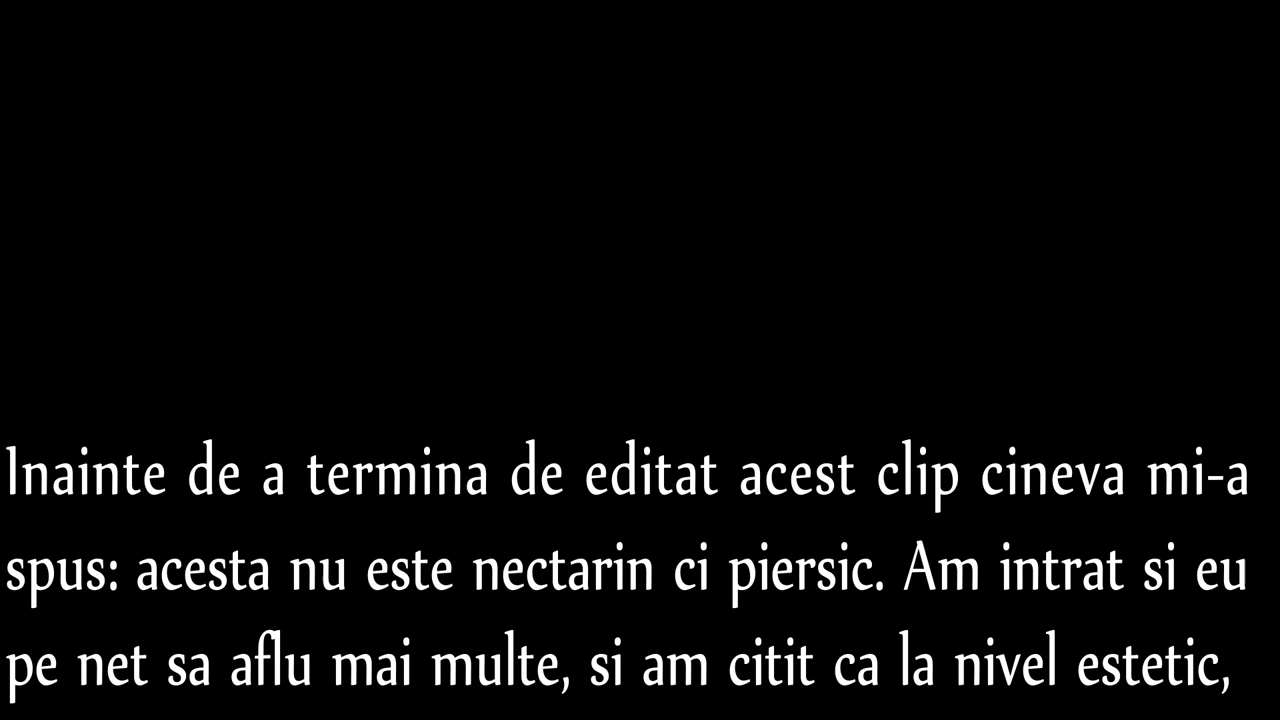 Inainte de a termina de editat acest clip cineva mi-a
spus: acesta nu este nectarin ci piersic. Am intrat si eu
pe net sa aflu mai multe, si am citit ca la nivel estetic,